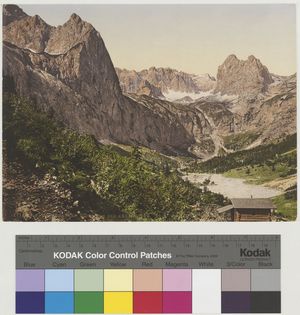 KODAK Color Control Patches
Kodak
Blue Cyan Green Yellow Red Magenta White 3/Color Black